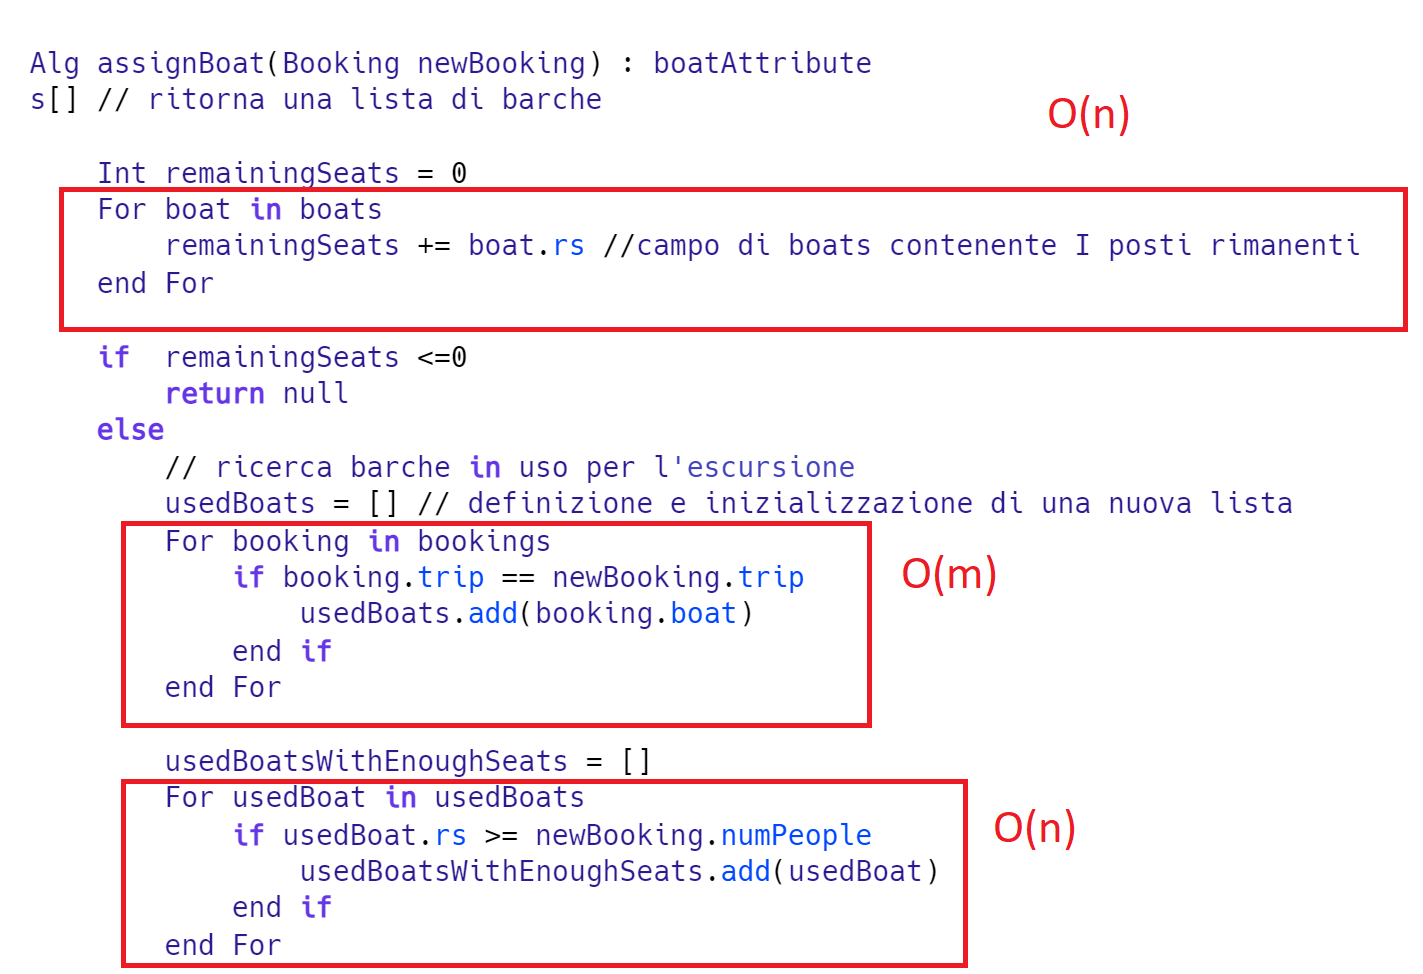 Alg assignBoat(Booking newBooking) : boatAttribute
s[] // ritorna una lista di barche
O(n)
Int remainingSeats = 0
For boat in boats
remainingSeats += boat.rs //campo di boats contenente I posti rimanenti
end For
if remainingSeats <=0
return null
else
// ricerca barche in uso per l'escursione
usedBoats = [] // definizione e inizializzazione di una nuova lista
For booking in bookings
if booking.trip == newBooking.trip
O(m)
usedBoats.add(booking.boat)
end if
end For
usedBoatsWithEnoughSeats = []
For usedBoat in usedBoats
if usedBoat.rs >= newBooking.numPeople
O(n)
usedBoatsWithEnoughSeats.add(usedBoat)
end if
end For